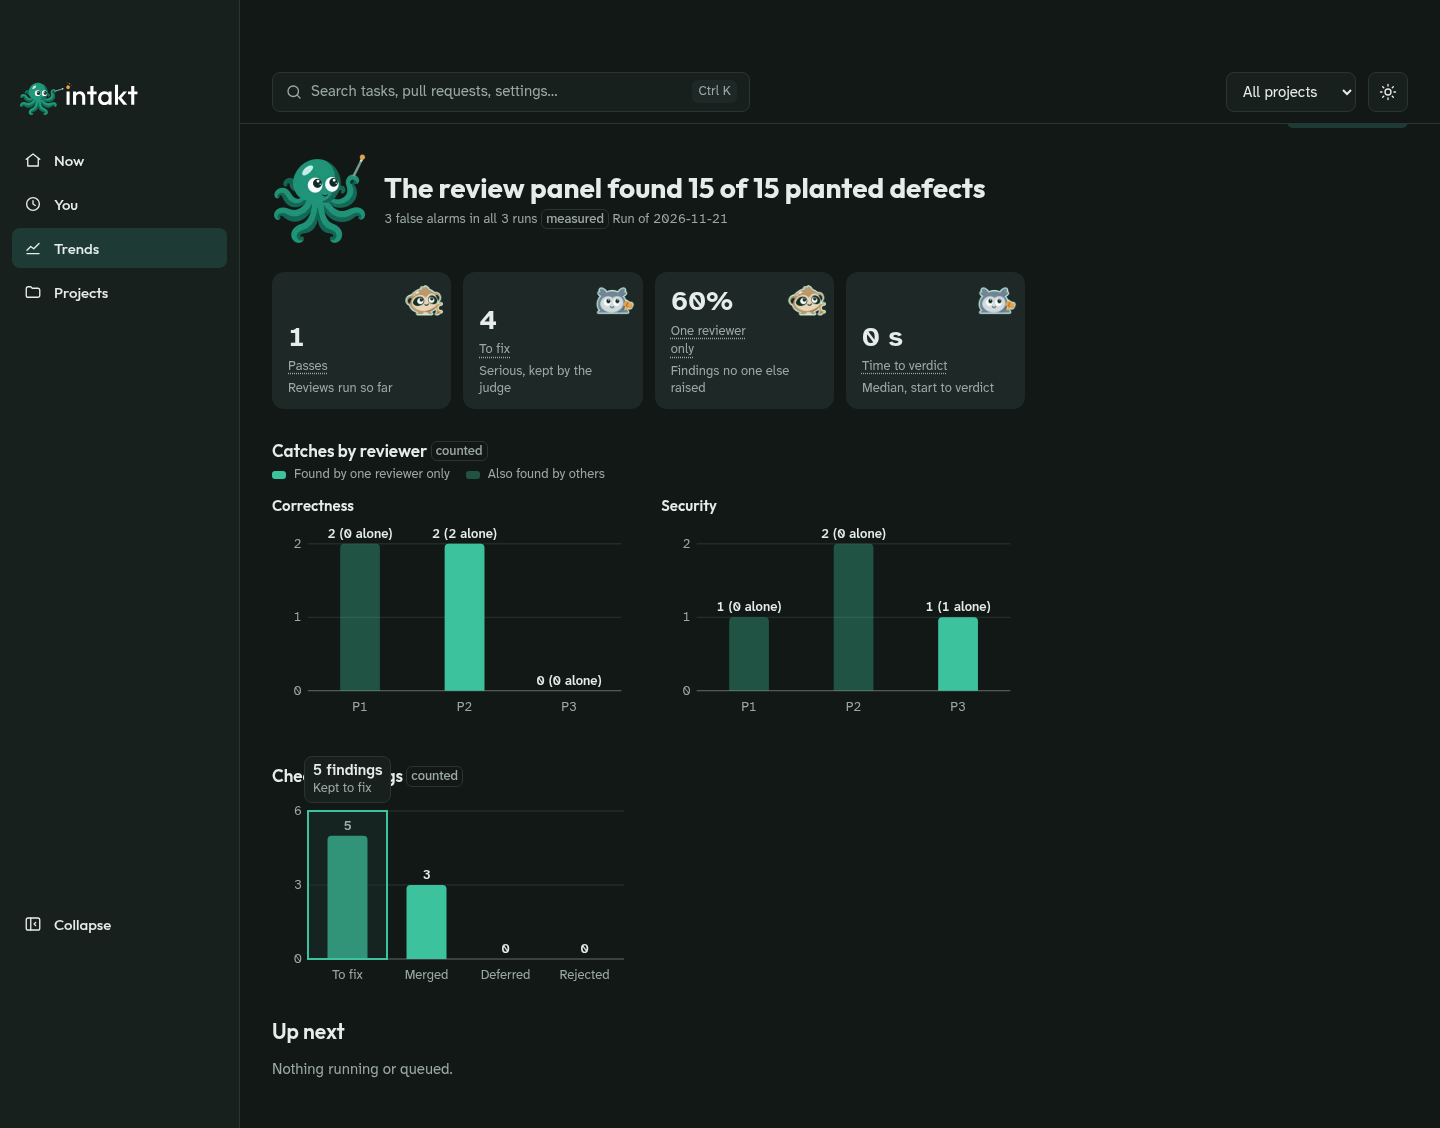 intakt
Search tasks, pull requests, settings...
Ctrl K
All projects
Now
You
Trends
Projects
Collapse
The review panel found 15 of 15 planted defects
3 false alarms in all 3 runs measured Run of 2026-11-21
1
Passes
Reviews run so far
4
To fix
Serious, kept by the
judge
60%
One reviewer
only
Findings no one else
raised
0 s
Time to verdict
Median, start to verdict
Catches by reviewer counted
Found by one reviewer only
Also found by others
Correctness
2 (0 alone)
2 (2 alone)
0 (0 alone)
2
1
0
P1
P2
P3
Security
1 (0 alone)
2 (0 alone)
1 (1 alone)
2
1
0
P1
P2
P3
counted
5 findings
Kept to fix
6
3
0
5
3
0
0
To fix
Merged
Deferred
Rejected
Up next
Nothing running or queued.